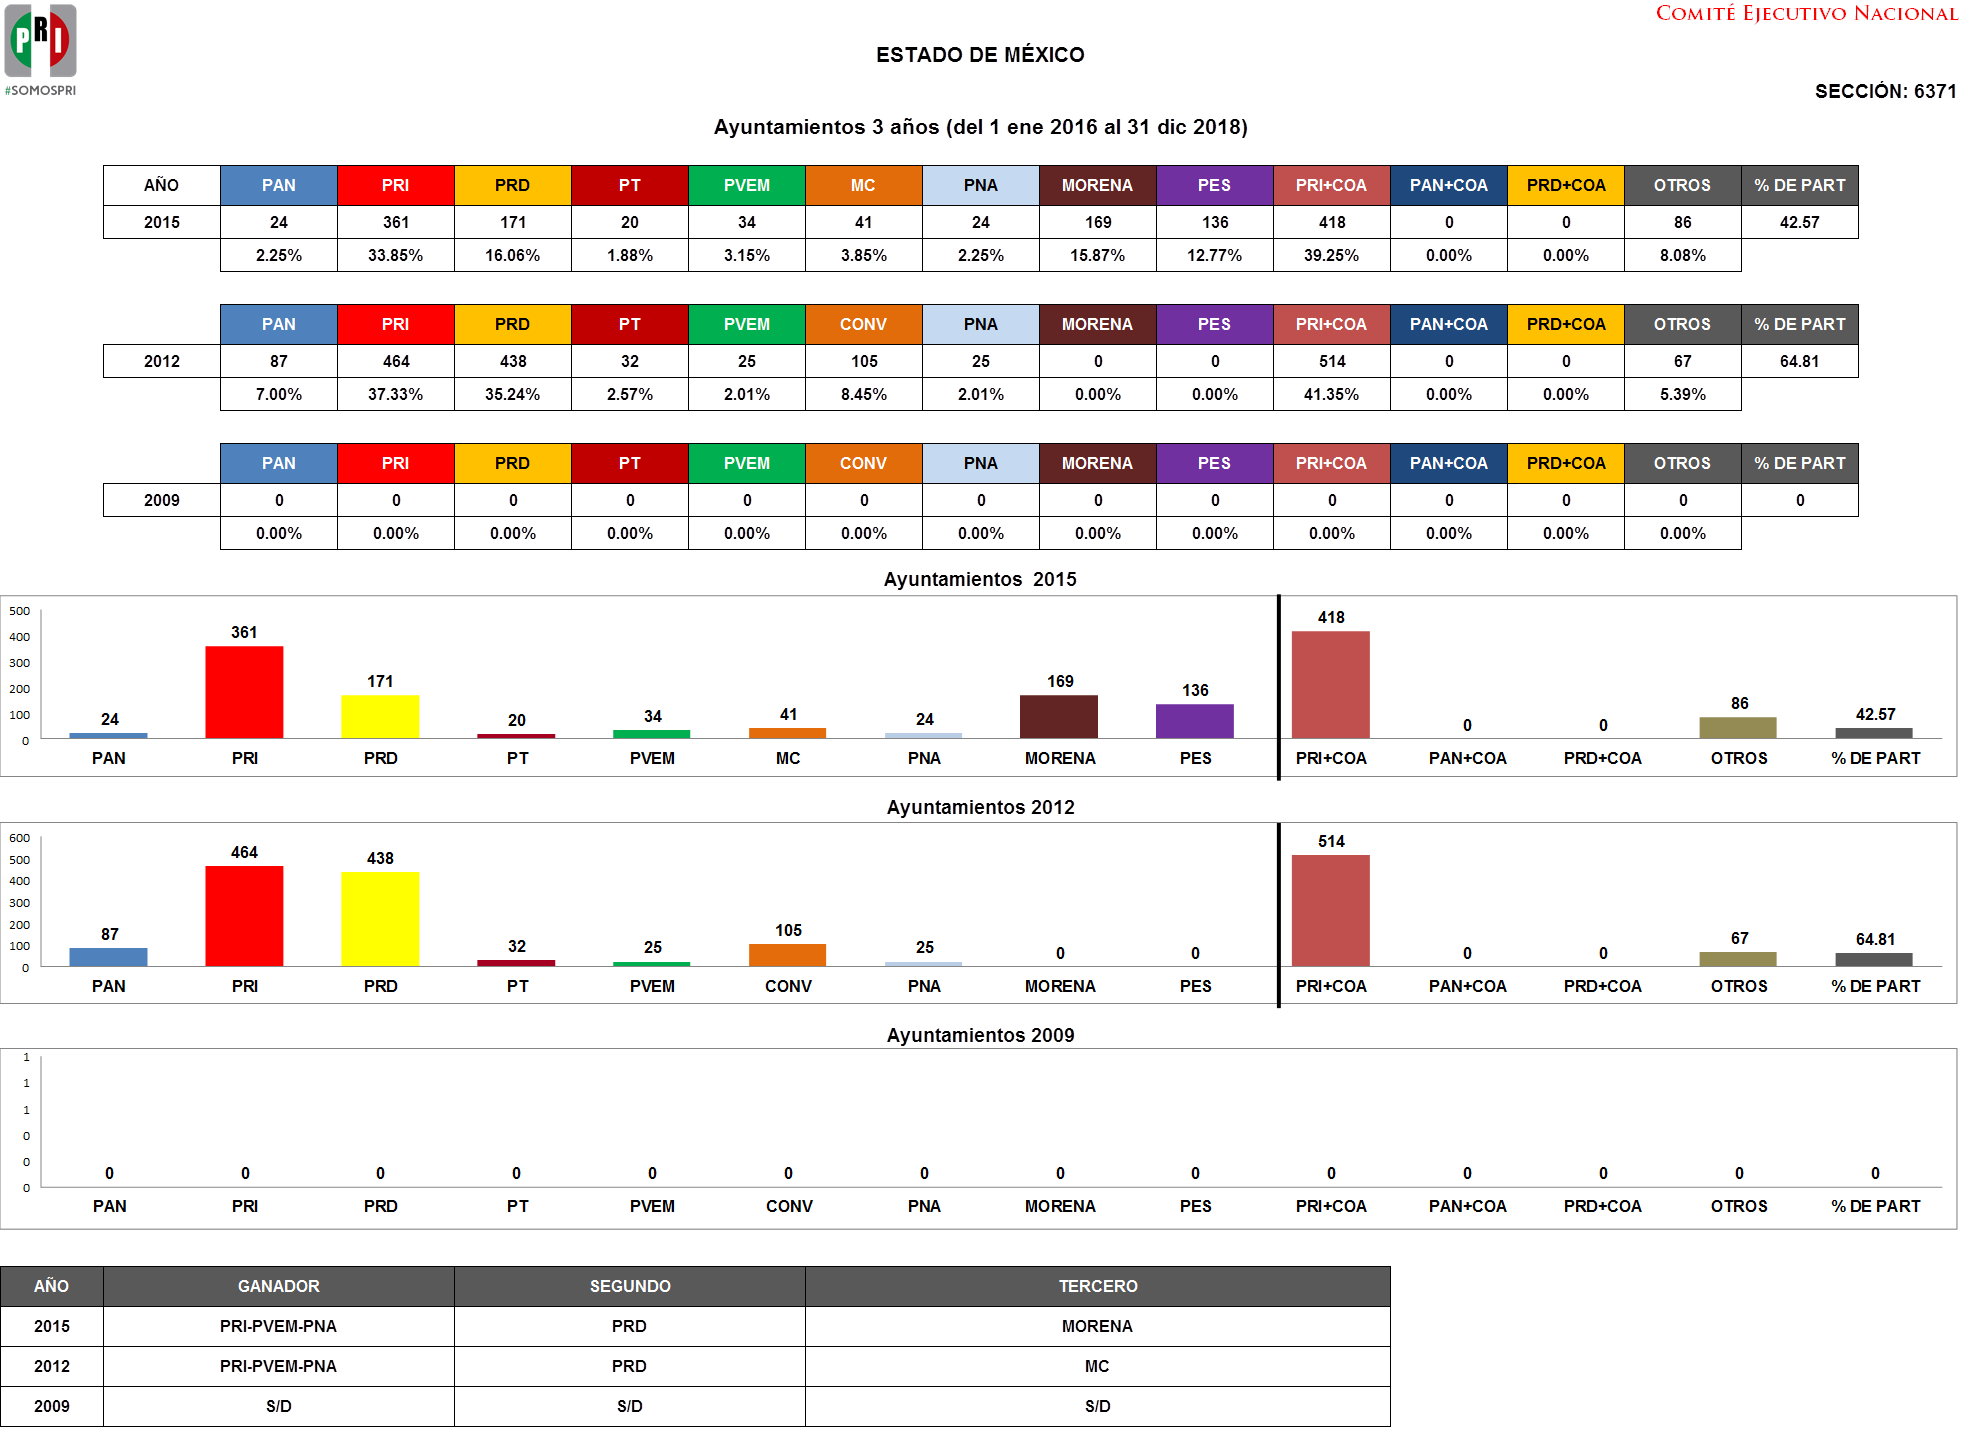 PRI
#SOMOSPRI
COMITÉ EJECUTIVO NACIONAL
ESTADO DE MÉXICO
SECCIÓN: 6371
Ayuntamientos 3 años (del 1 ene 2016 al 31 dic 2018)
AÑO PAN PRI PRD PT PVEM MC PNA MORENA PES PRI+COA PAN+COA PRD+COA OTROS % DE PART
2015 24 361 171 20 34 41 24 169 136 418 0 0 86 42.57
2.25% 33.85% 16.06% 1.88% 3.15% 3.85% 2.25% 15.87% 12.77% 39.25% 0.00% 0.00% 8.08%
PAN PRI PRD PT PVEM CONV PNA MORENA PES PRI+COA PAN+COA PRD+COA OTROS % DE PART
2012 87 464 438 32 25 105 25 0 0 514 0 0 67 64.81
7.00% 37.33% 35.24% 2.57% 2.01% 8.45% 2.01% 0.00% 0.00% 41.35% 0.00% 0.00% 5.39%
PAN PRI PRD PT PVEM CONV PNA MORENA PES PRI+COA PAN+COA PRD+COA OTROS % DE PART
2009 0 0 0 0 0 0 0 0 0 0 0 0 0 0
0.00% 0.00% 0.00% 0.00% 0.00% 0.00% 0.00% 0.00% 0.00% 0.00% 0.00% 0.00% 0.00%
Ayuntamientos 2015
500
400
300
200
100
0
24 361 171 20 34 41 24 169 136 418 0 0 86 42.57
PAN PRI PRD PT PVEM MC PNA MORENA PES PRI+COA PAN+COA PRD+COA OTROS % DE PART
Ayuntamientos 2012
600
500
400
300
200
100
0
87 464 438 32 25 105 25 0 0 514 0 0 67 64.81
PAN PRI PRD PT PVEM CONV PNA MORENA PES PRI+COA PAN+COA PRD+COA OTROS % DE PART
Ayuntamientos 2009
1
1
1
0
0
0
0 0 0 0 0 0 0 0 0 0 0 0 0 0
PAN PRI PRD PT PVEM CONV PNA MORENA PES PRI+COA PAN+COA PRD+COA OTROS % DE PART
AÑO GANADOR SEGUNDO TERCERO
2015 PRI-PVEM-PNA PRD MORENA
2012 PRI-PVEM-PNA PRD MC
2009 S/D S/D S/D